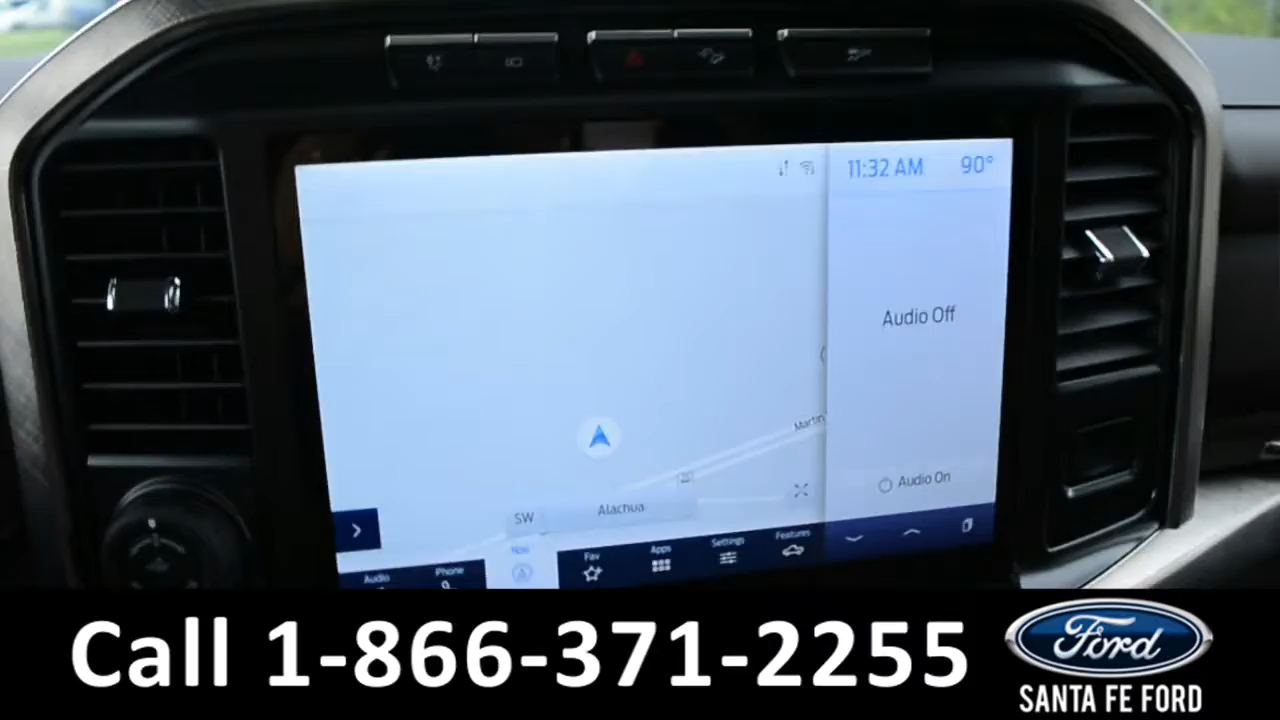 11:32 AM 90°
Audio Off
Martin
Audio On
Alachua
SW
Audio Phone Nav Fav Apps Settings Features
Call 1-866-371-2255
Ford
SANTA FE FORD